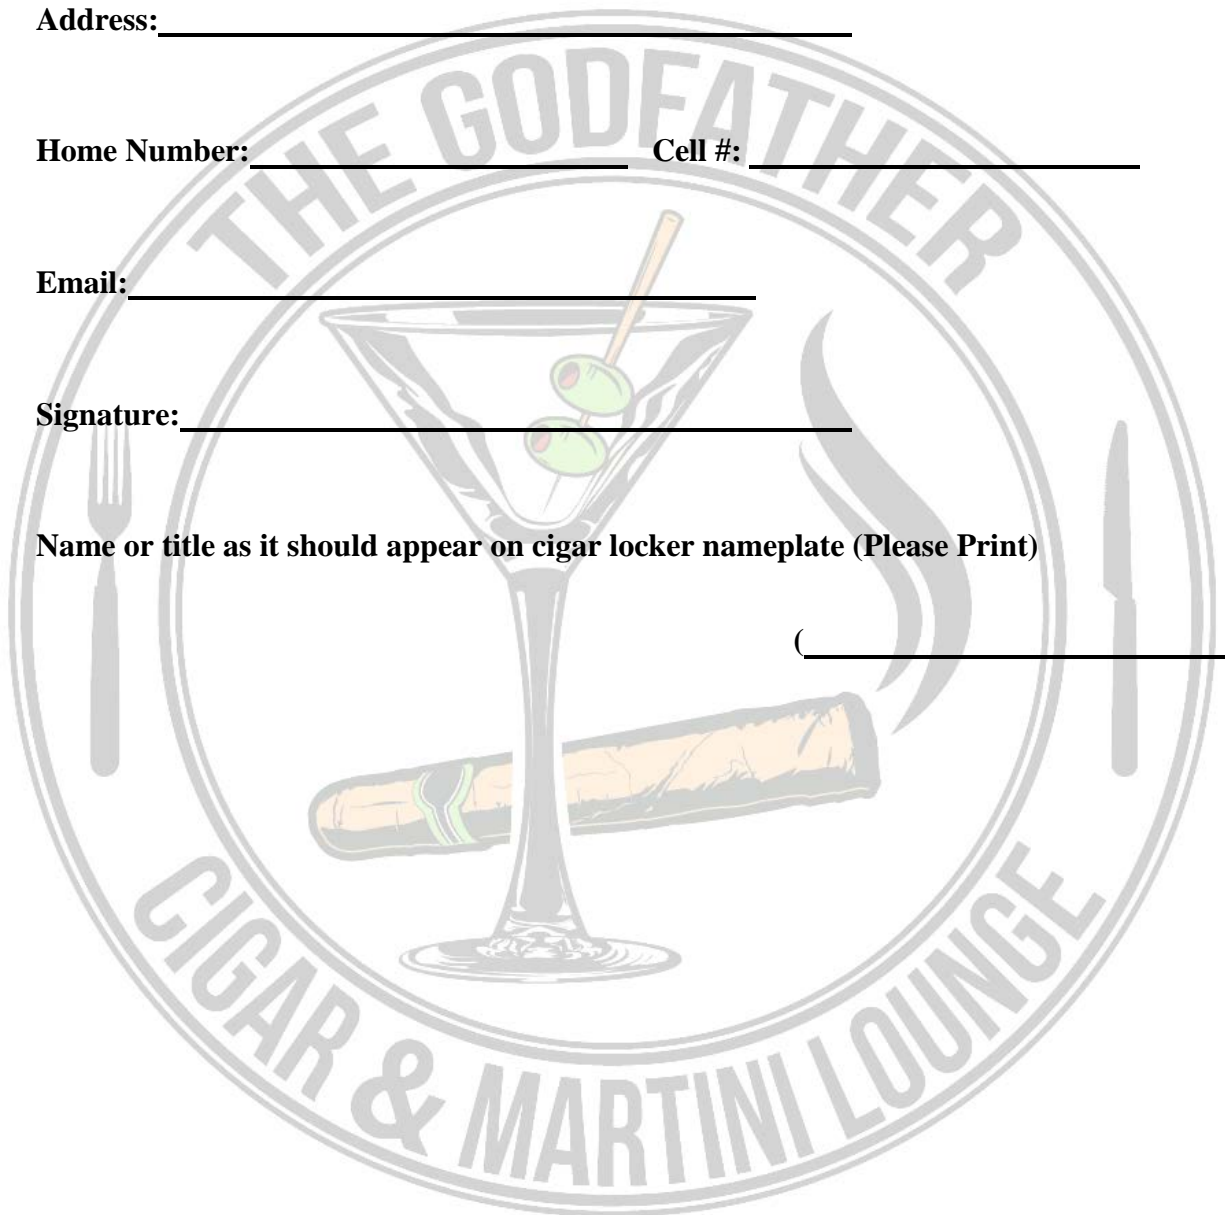 Address:
THE GODFATHER
Home Number: Cell #:
Email:
Signature:
Name or title as it should appear on cigar locker nameplate (Please Print)
(
CIGAR & MARTINI LOUNGE